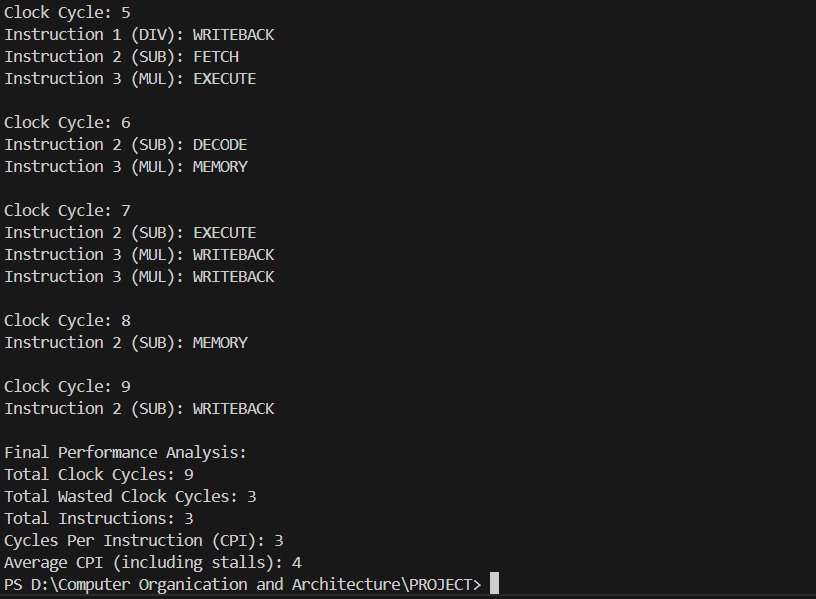 Clock Cycle: 5
Instruction 1 (DIV): WRITEBACK
Instruction 2 (SUB): FETCH
Instruction 3 (MUL): EXECUTE
Clock Cycle: 6
Instruction 2 (SUB): DECODE
Instruction 3 (MUL): MEMORY
Clock Cycle: 7
Instruction 2 (SUB): EXECUTE
Instruction 3 (MUL): WRITEBACK
Instruction 3 (MUL): WRITEBACK
Clock Cycle: 8
Instruction 2 (SUB): MEMORY
Clock Cycle: 9
Instruction 2 (SUB): WRITEBACK
Final Performance Analysis:
Total Clock Cycles: 9
Total Wasted Clock Cycles: 3
Total Instructions: 3
Cycles Per Instruction (CPI): 3
Average CPI (including stalls): 4
PS D:\Computer Organication and Architecture\PROJECT>